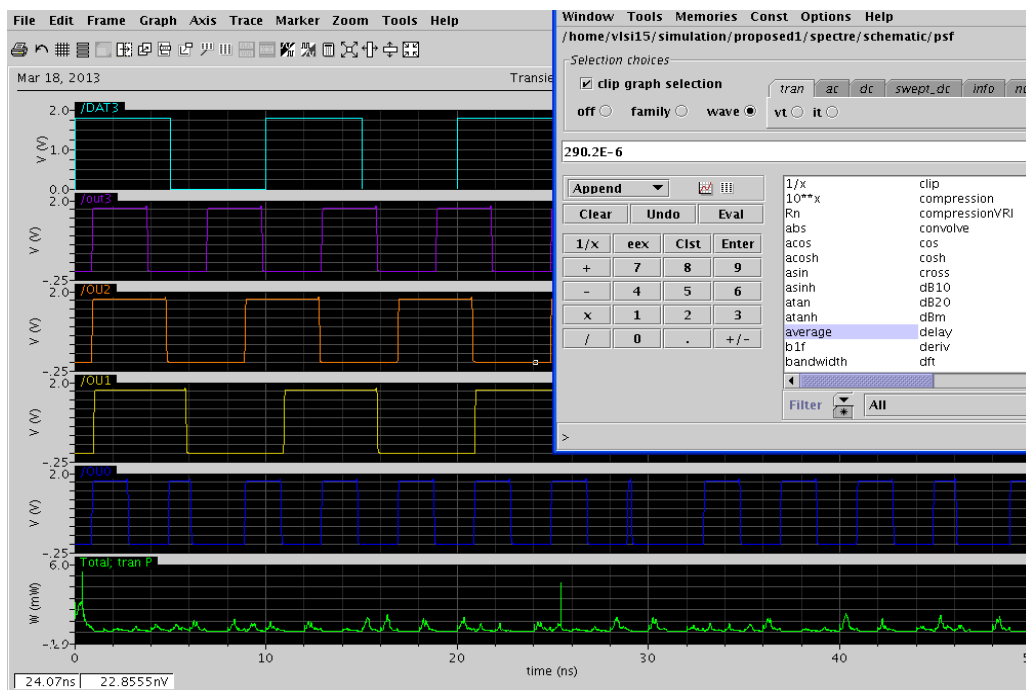 File Edit Frame Graph Axis Trace Marker Zoom Tools Help
Mar 18, 2013
Transie
2.0
/DAT3
V (V)
1.0
0.0
2.0
/out3
V (V)
-.25
2.0
/OU2
V (V)
-.25
2.0
/OU1
V (V)
-.25
2.0
/OU0
V (V)
-.25
6.0
Total; tran P
W (mW)
0 10 20 30 40 5
time (ns)
24.07ns 22.8555nV
Window Tools Memories Const Options Help
/home/vlsi15/simulation/proposed1/spectre/schematic/psf
Selection choices
clip graph selection
off family wave
tran ac dc swept_dc info no
vt it
290.2E-6
Append
Clear Undo Eval
1/x eex Clst Enter
+ 7 8 9
- 4 5 6
x 1 2 3
/ 0 . +/-
1/x clip
10**x compression
Rn compressionVRI
abs convolve
acos cos
acosh cosh
asin cross
asinh dB10
atan dB20
atanh dBm
average delay
b1f deriv
bandwidth dft
Filter All
>